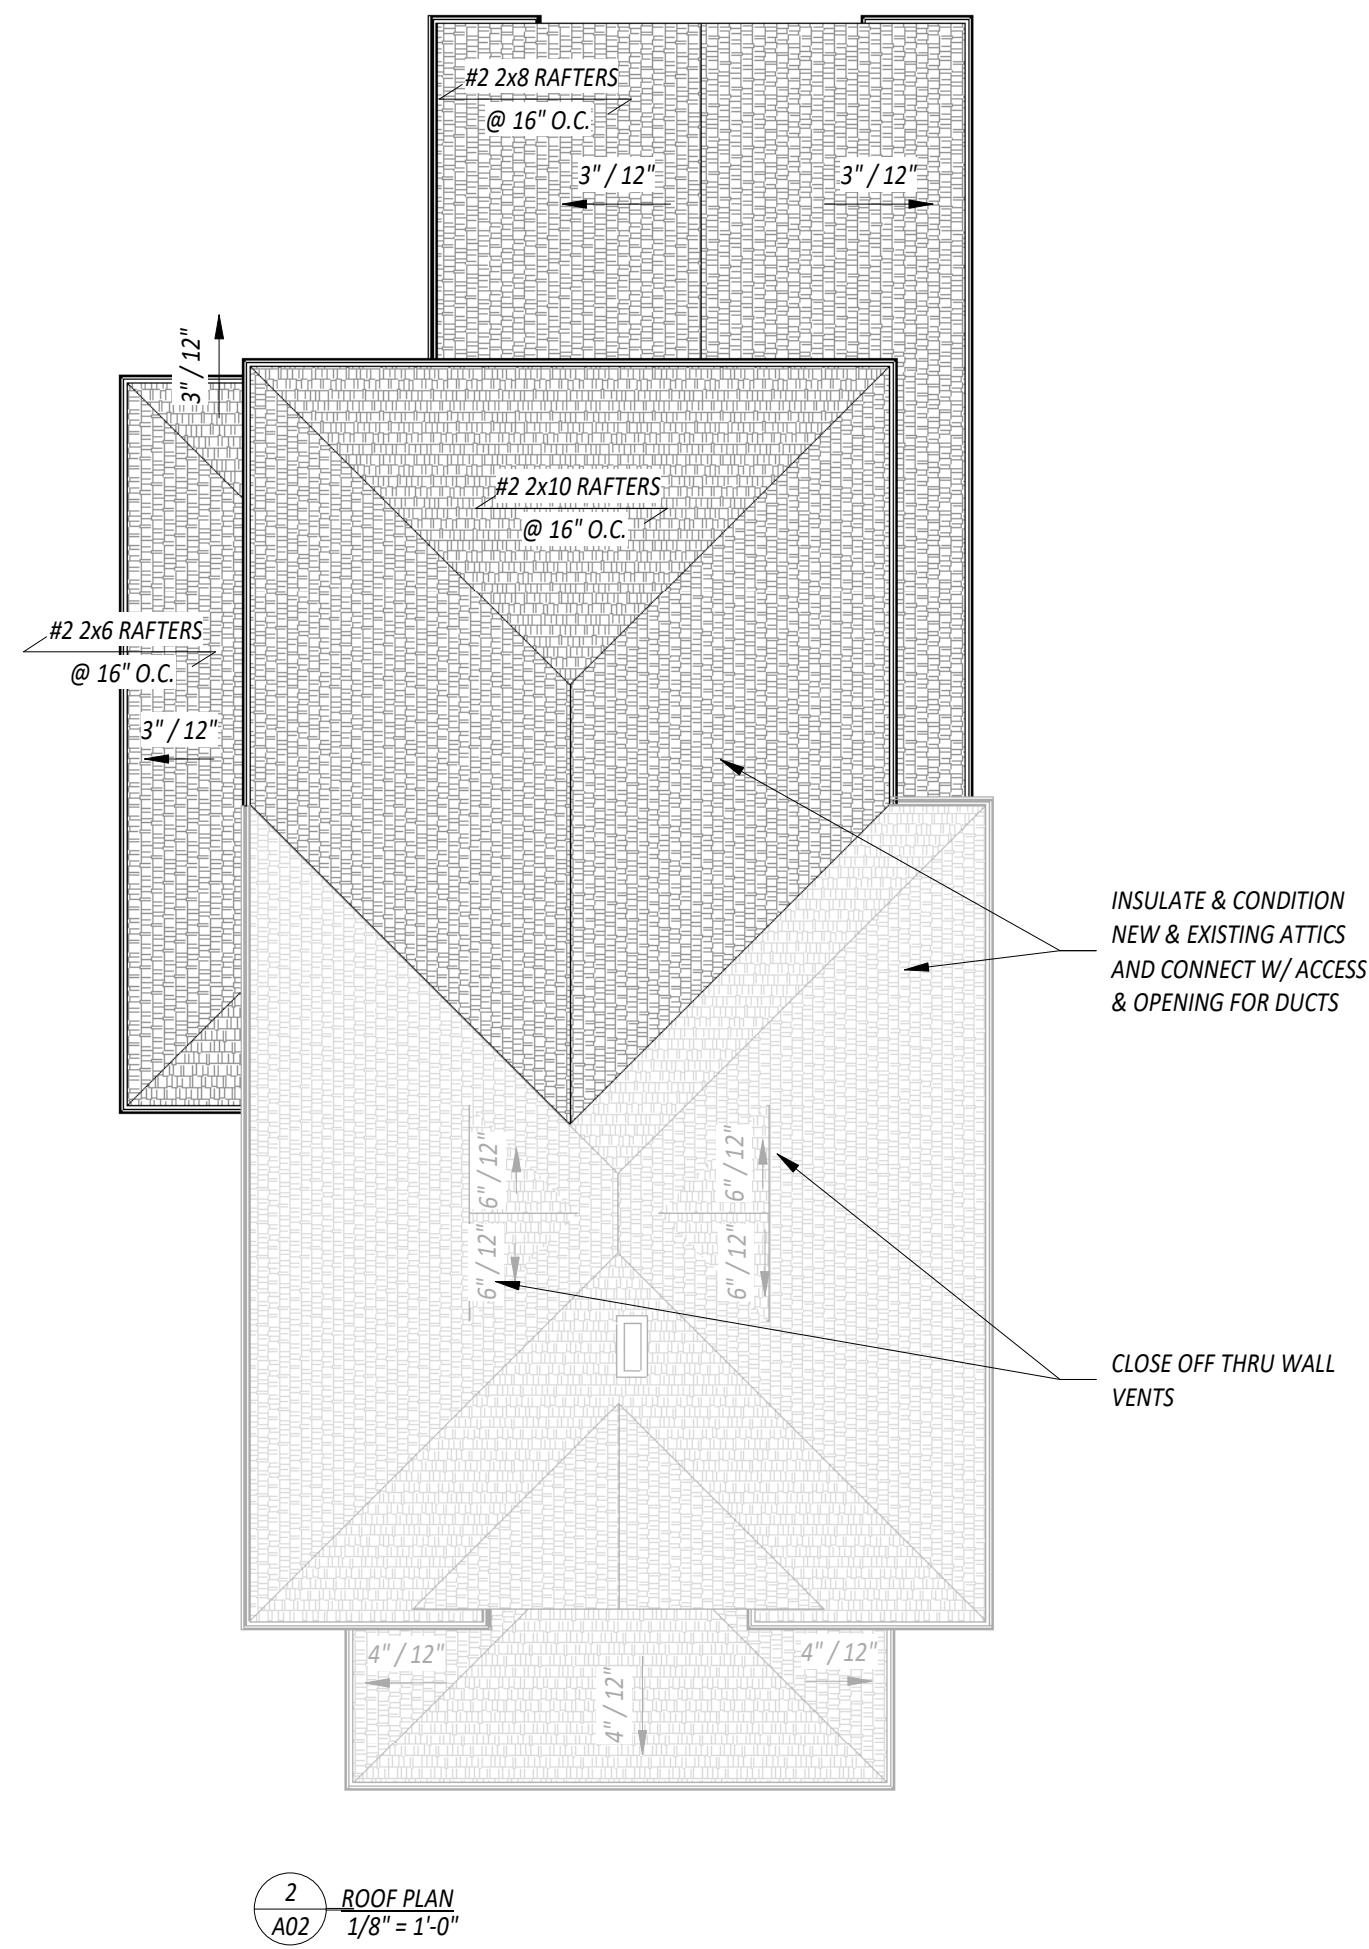 #2 2x8 RAFTERS
@ 16" O.C.
3" / 12"
3" / 12"
3" / 12"
#2 2x10 RAFTERS
@ 16" O.C.
#2 2x6 RAFTERS
@ 16" O.C.
3" / 12"
INSULATE & CONDITION
NEW & EXISTING ATTICS
AND CONNECT W/ ACCESS
& OPENING FOR DUCTS
6" / 12"
6" / 12"
6" / 12"
6" / 12"
CLOSE OFF THRU WALL
VENTS
4" / 12"
4" / 12"
4" / 12"
2
A02
ROOF PLAN
1/8" = 1'-0"